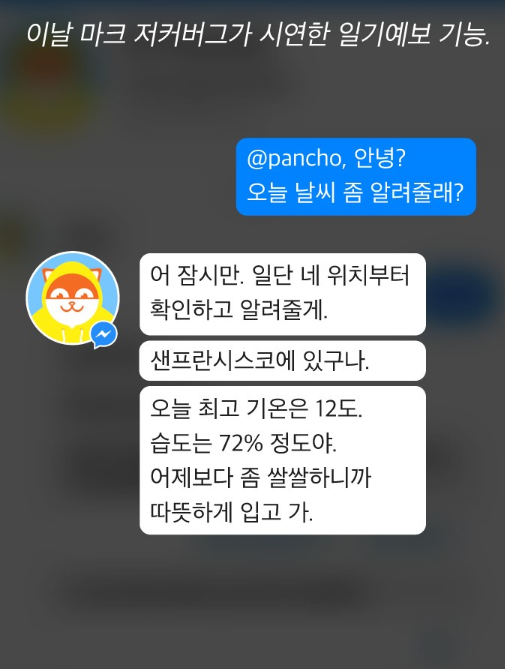 이날 마크 저커버그가 시연한 일기예보 기능.
@pancho, 안녕?
오늘 날씨 좀 알려줄래?
어 잠시만. 일단 네 위치부터
확인하고 알려줄게.
샌프란시스코에 있구나.
오늘 최고 기온은 12도.
습도는 72% 정도야.
어제보다 좀 쌀쌀하니까
따뜻하게 입고 가.